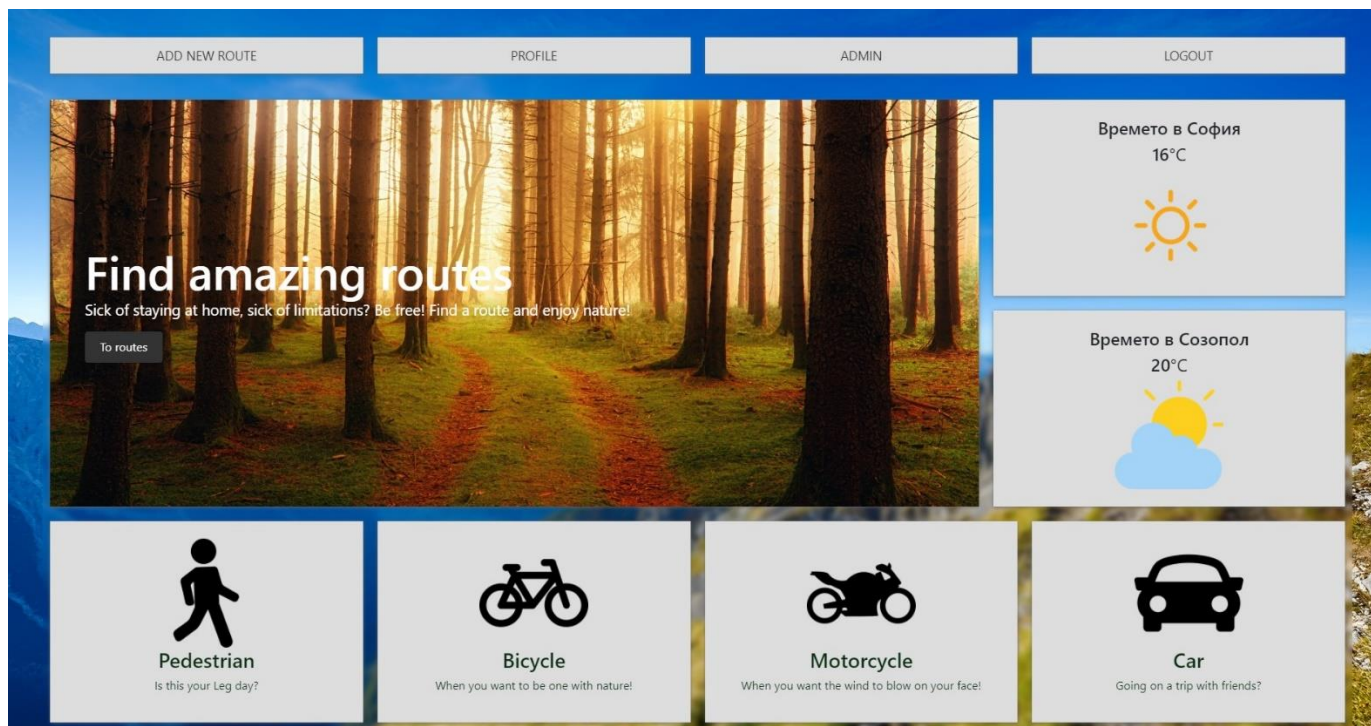 ADD NEW ROUTE
PROFILE
ADMIN
LOGOUT
Find amazing routes
Sick of staying at home, sick of limitations? Be free! Find a route and enjoy nature!
To routes
Времето в София
16°C
Времето в Созопол
20°C
Pedestrian
Is this your Leg day?
Bicycle
When you want to be one with nature!
Motorcycle
When you want the wind to blow on your face!
Car
Going on a trip with friends?